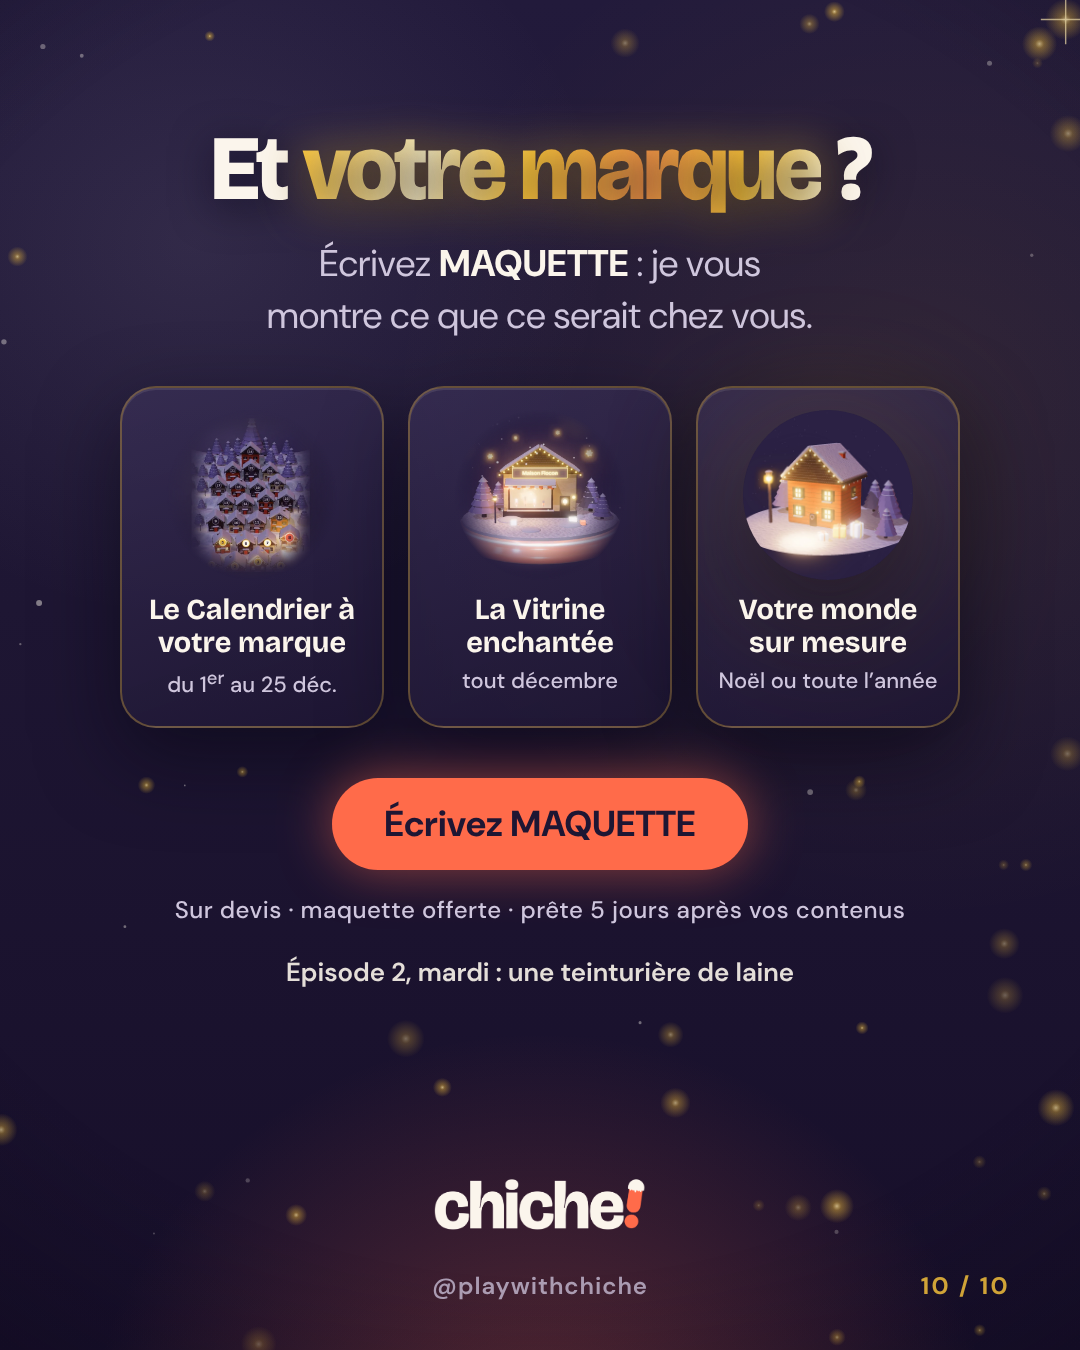 Et votre marque ?
Écrivez MAQUETTE : je vous
montre ce que ce serait chez vous.
Le Calendrier à
votre marque
du 1er au 25 déc.
La Vitrine
enchantée
tout décembre
Votre monde
sur mesure
Noël ou toute l’année
Écrivez MAQUETTE
Sur devis · maquette offerte · prête 5 jours après vos contenus
Épisode 2, mardi : une teinturière de laine
chiche!
@playwithchiche
10 / 10